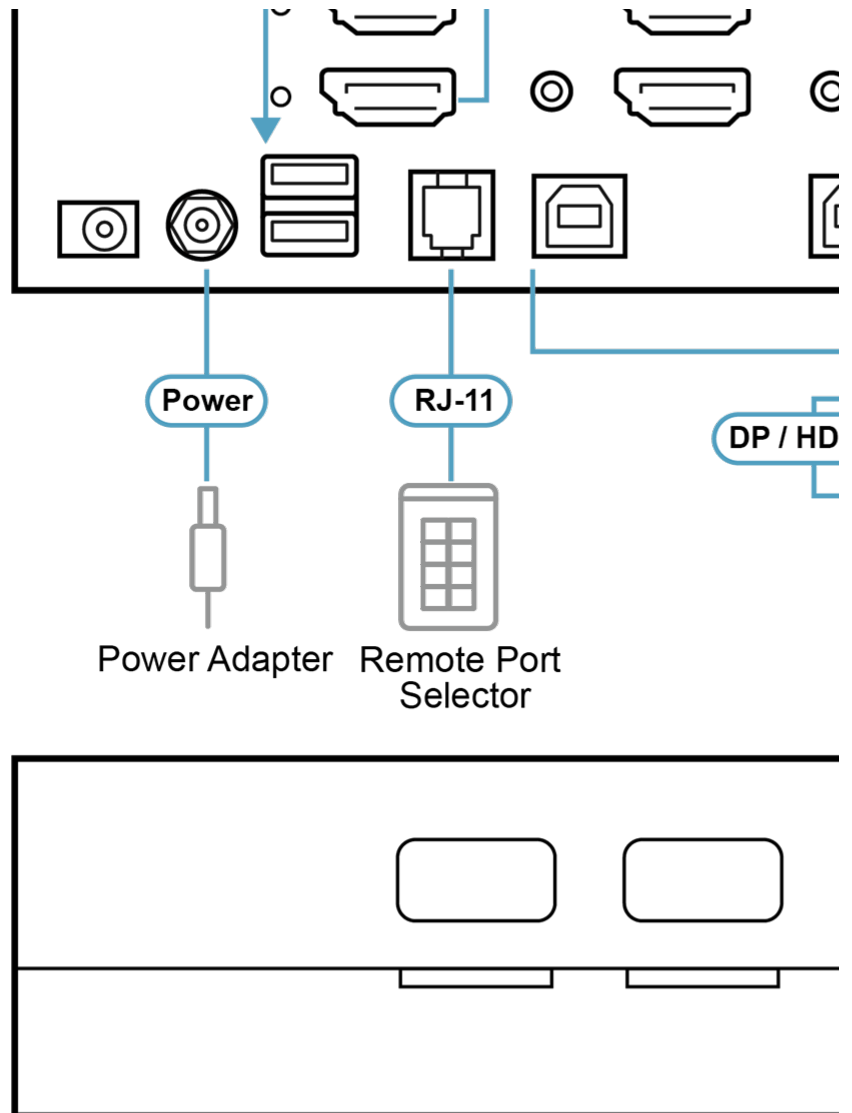 Power
RJ-11
DP / HD
Power Adapter
Remote Port
Selector